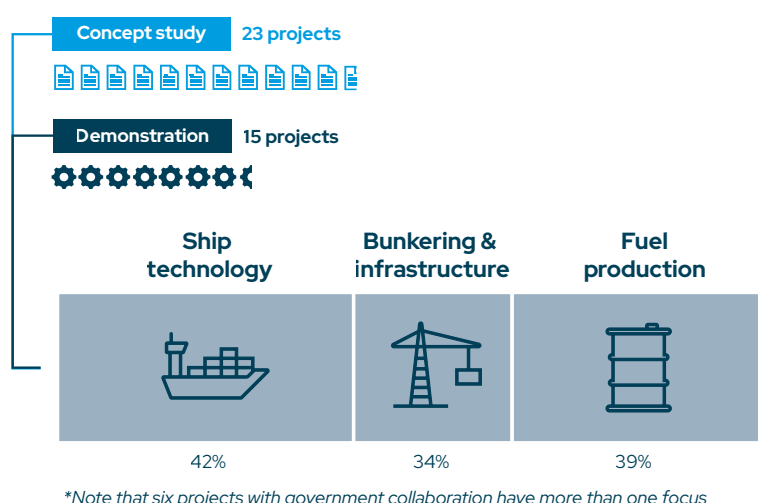 Concept study 23 projects
Demonstration 15 projects
Ship technology
Bunkering & infrastructure
Fuel production
42% 34% 39%
*Note that six projects with government collaboration have more than one focus